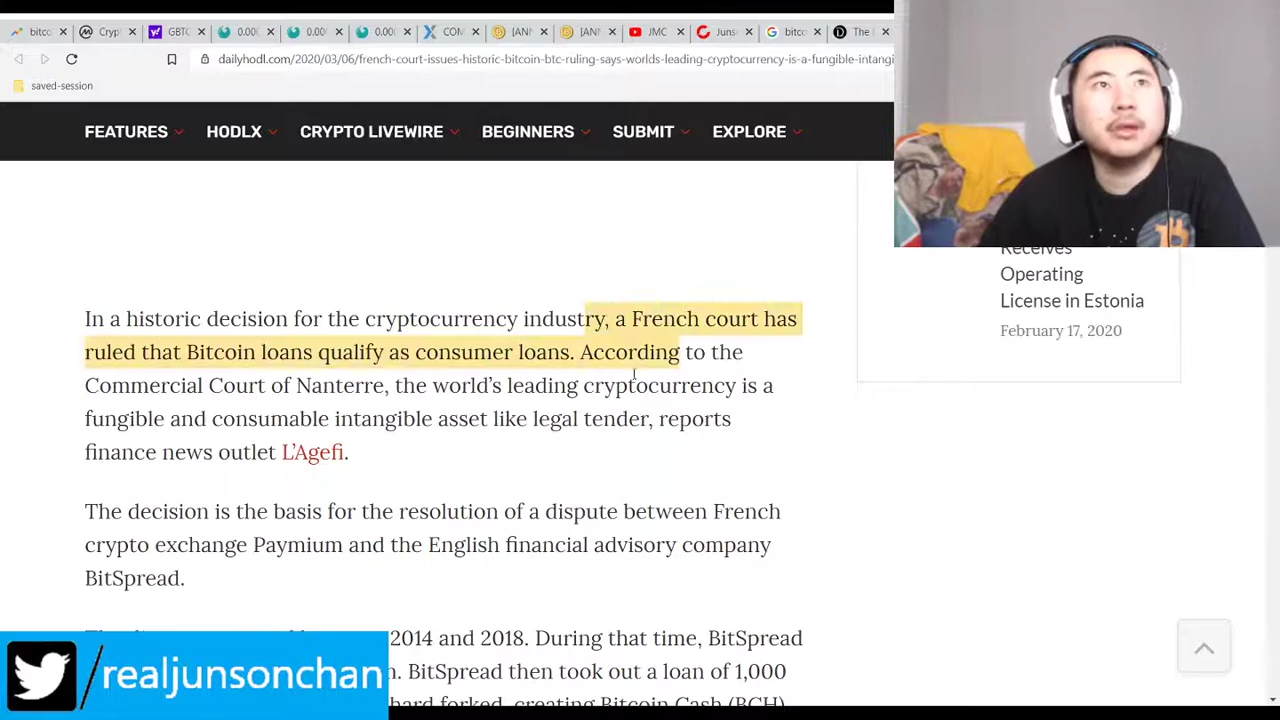 bitco
Cryp
GBTC
0.00
0.00
0.00
COM
(ANN
(ANN
JMC
Juns
bitco
The
dailyhodl.com/2020/03/06/french-court-issues-historic-bitcoin-btc-ruling-says-worlds-leading-cryptocurrency-is-a-fungible-intangi
saved-session
FEATURES
HODLX
CRYPTO LIVEWIRE
BEGINNERS
SUBMIT
EXPLORE
Receives
Operating
License in Estonia
February 17, 2020
In a historic decision for the cryptocurrency industry, a French court has
ruled that Bitcoin loans qualify as consumer loans. According to the
Commercial Court of Nanterre, the world's leading cryptocurrency is a
fungible and consumable intangible asset like legal tender, reports
finance news outlet L'Agefi.
The decision is the basis for the resolution of a dispute between French
crypto exchange Paymium and the English financial advisory company
BitSpread.
2014 and 2018. During that time, BitSpread
BitSpread then took out a loan of 1,000
hard forked, creating Bitcoin Cash (BCH)
/realjunsonchan